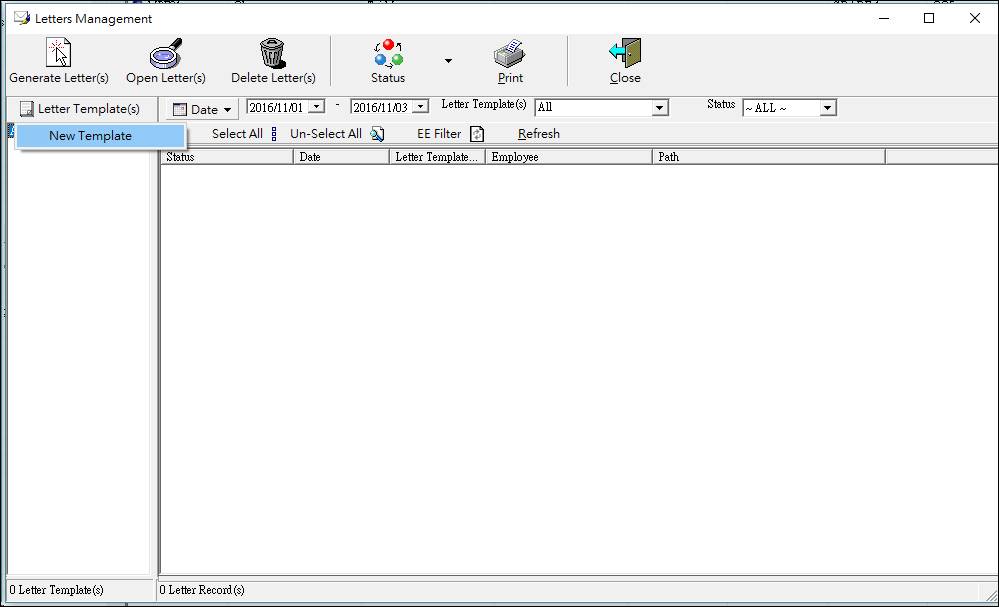 Letters Management
Generate Letter(s) Open Letter(s) Delete Letter(s) Status Print Close
Letter Template(s) Date 2016/11/01 - 2016/11/03 Letter Template(s) All Status ~ ALL ~
New Template Select All Un-Select All EE Filter Refresh
Status Date Letter Template... Employee Path
0 Letter Template(s) 0 Letter Record(s)